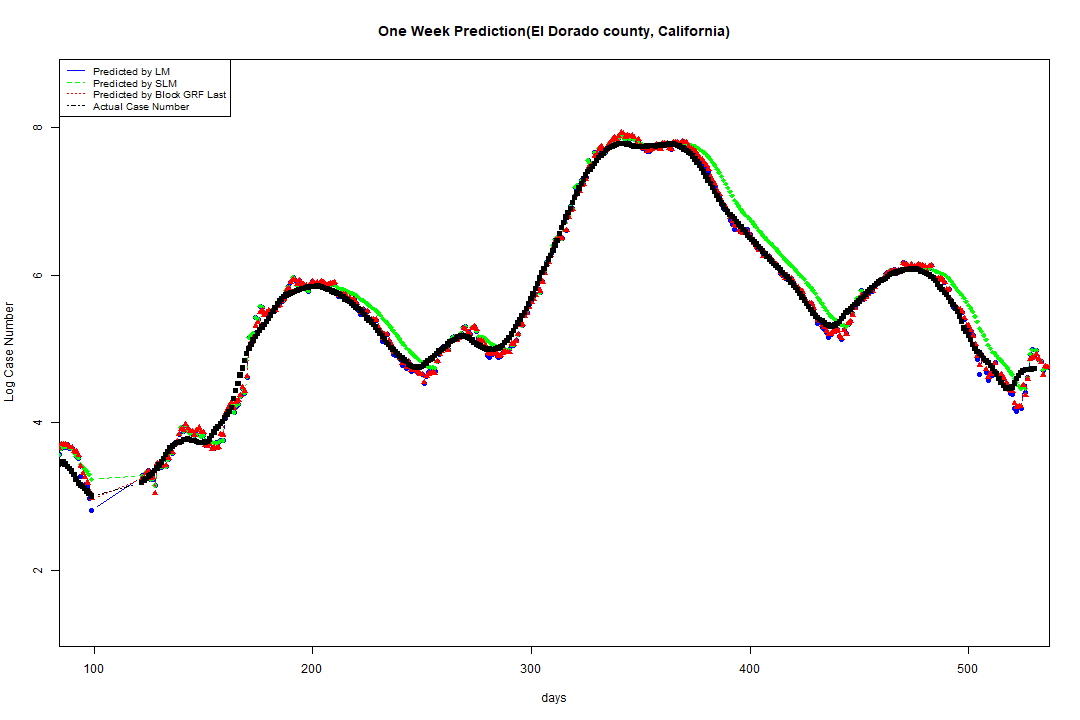 One Week Prediction(El Dorado county, California)
Predicted by LM
Predicted by SLM
Predicted by Block GRF Last
Actual Case Number
8
6
4
2
Log Case Number
100 200 300 400 500
days